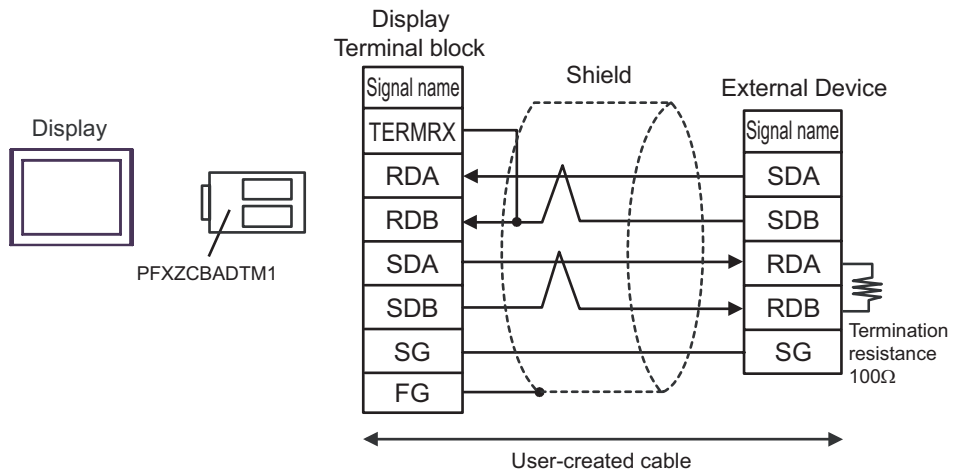 Display
PFXZCBADTM1
Display
Terminal block
Signal name
TERMRX
RDA
RDB
SDA
SDB
SG
FG
Shield
External Device
Signal name
SDA
SDB
RDA
RDB
SG
Termination
resistance
100Ω
User-created cable